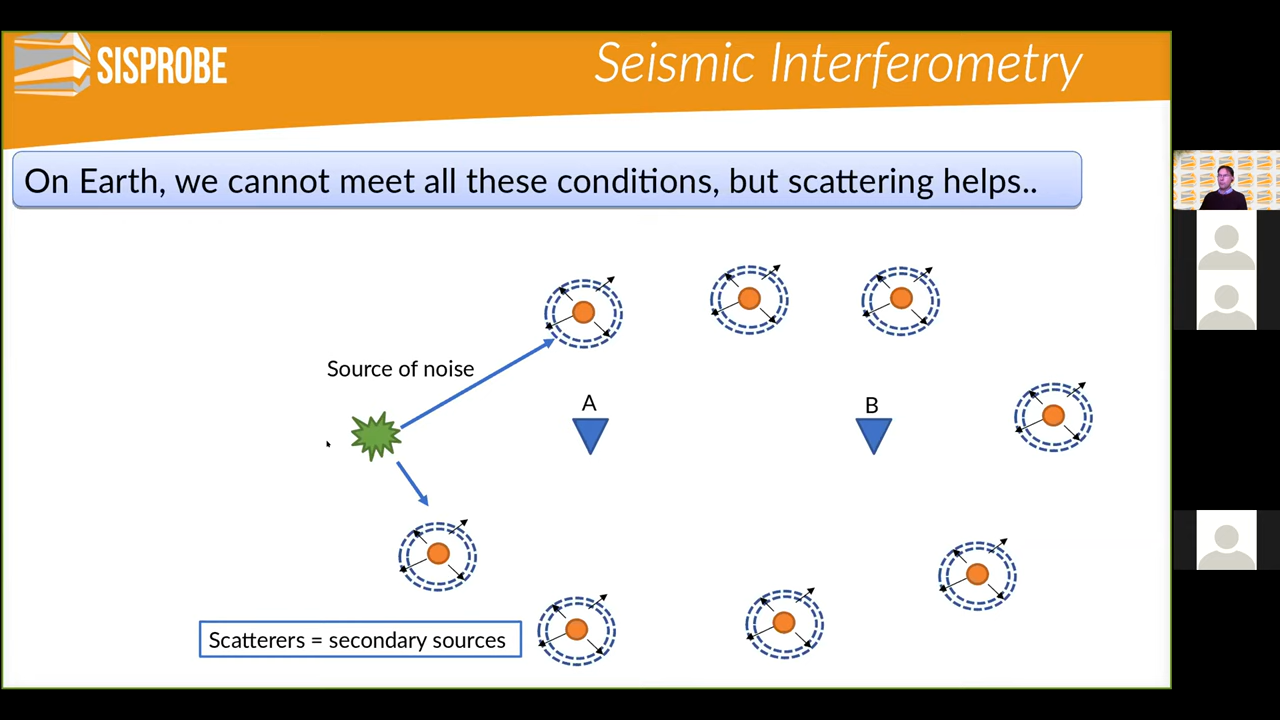 SISPROBE
Seismic Interferometry
On Earth, we cannot meet all these conditions, but scattering helps..
Source of noise
A
B
Scatterers = secondary sources